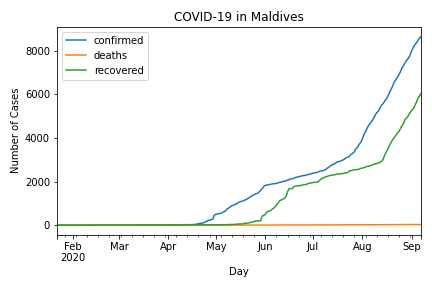 COVID-19 in Maldives
confirmed
deaths
recovered
Number of Cases
8000
6000
4000
2000
0
Feb Mar Apr May Jun Jul Aug Sep
2020
Day